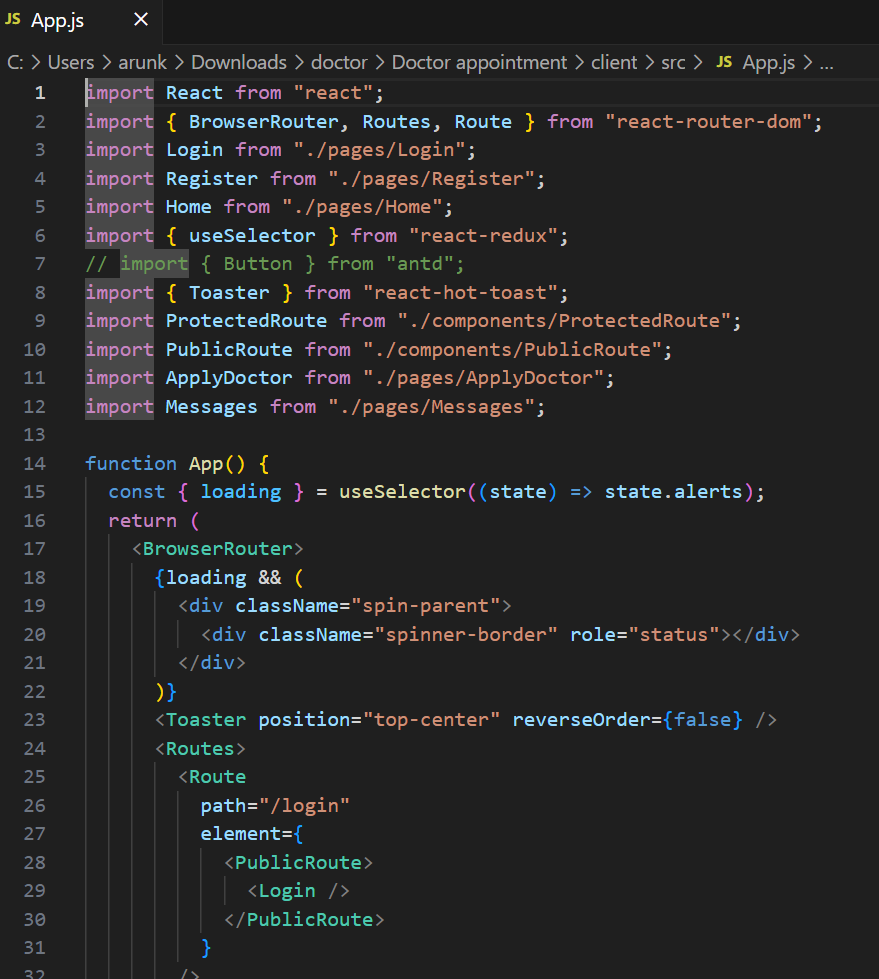 JS App.js ×
C: > Users > arunk > Downloads > doctor > Doctor appointment > client > src > JS App.js > ...
1 import React from "react";
2 import { BrowserRouter, Routes, Route } from "react-router-dom";
3 import Login from "./pages/Login";
4 import Register from "./pages/Register";
5 import Home from "./pages/Home";
6 import { useSelector } from "react-redux";
7 // import { Button } from "antd";
8 import { Toaster } from "react-hot-toast";
9 import ProtectedRoute from "./components/ProtectedRoute";
10 import PublicRoute from "./components/PublicRoute";
11 import ApplyDoctor from "./pages/ApplyDoctor";
12 import Messages from "./pages/Messages";
13
14 function App() {
15   const { loading } = useSelector((state) => state.alerts);
16   return (
17     <BrowserRouter>
18       {loading && (
19         <div className="spin-parent">
20           <div className="spinner-border" role="status"></div>
21         </div>
22       )}
23       <Toaster position="top-center" reverseOrder={false} />
24       <Routes>
25         <Route
26           path="/login"
27           element={
28             <PublicRoute>
29               <Login />
30             </PublicRoute>
31           }
32         />